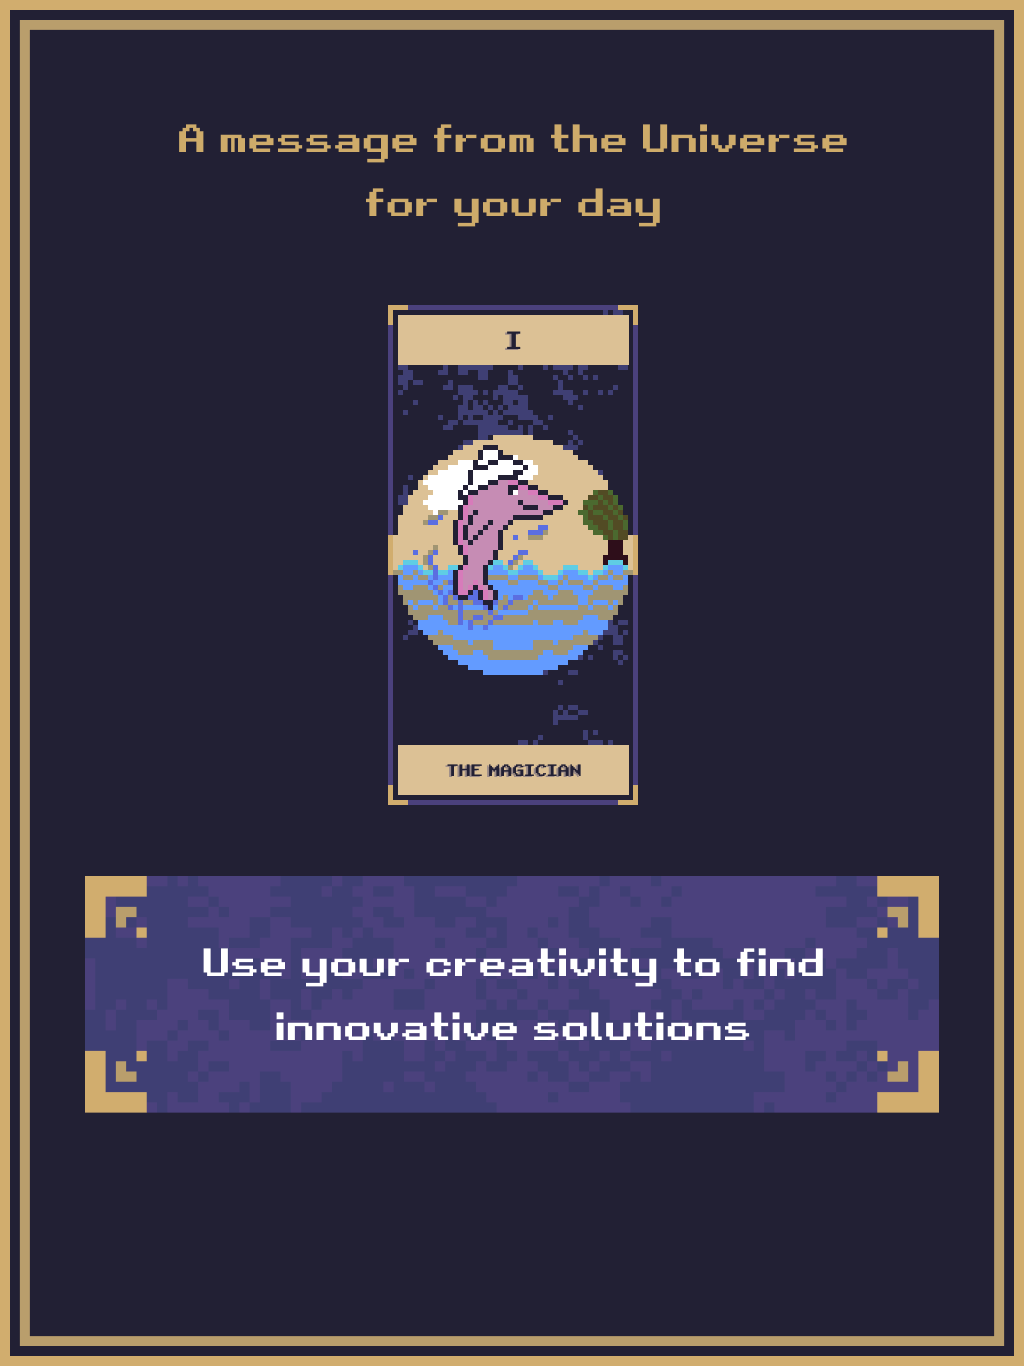 A message from the Universe
for your day
I
THE MAGICIAN
Use your creativity to find
innovative solutions